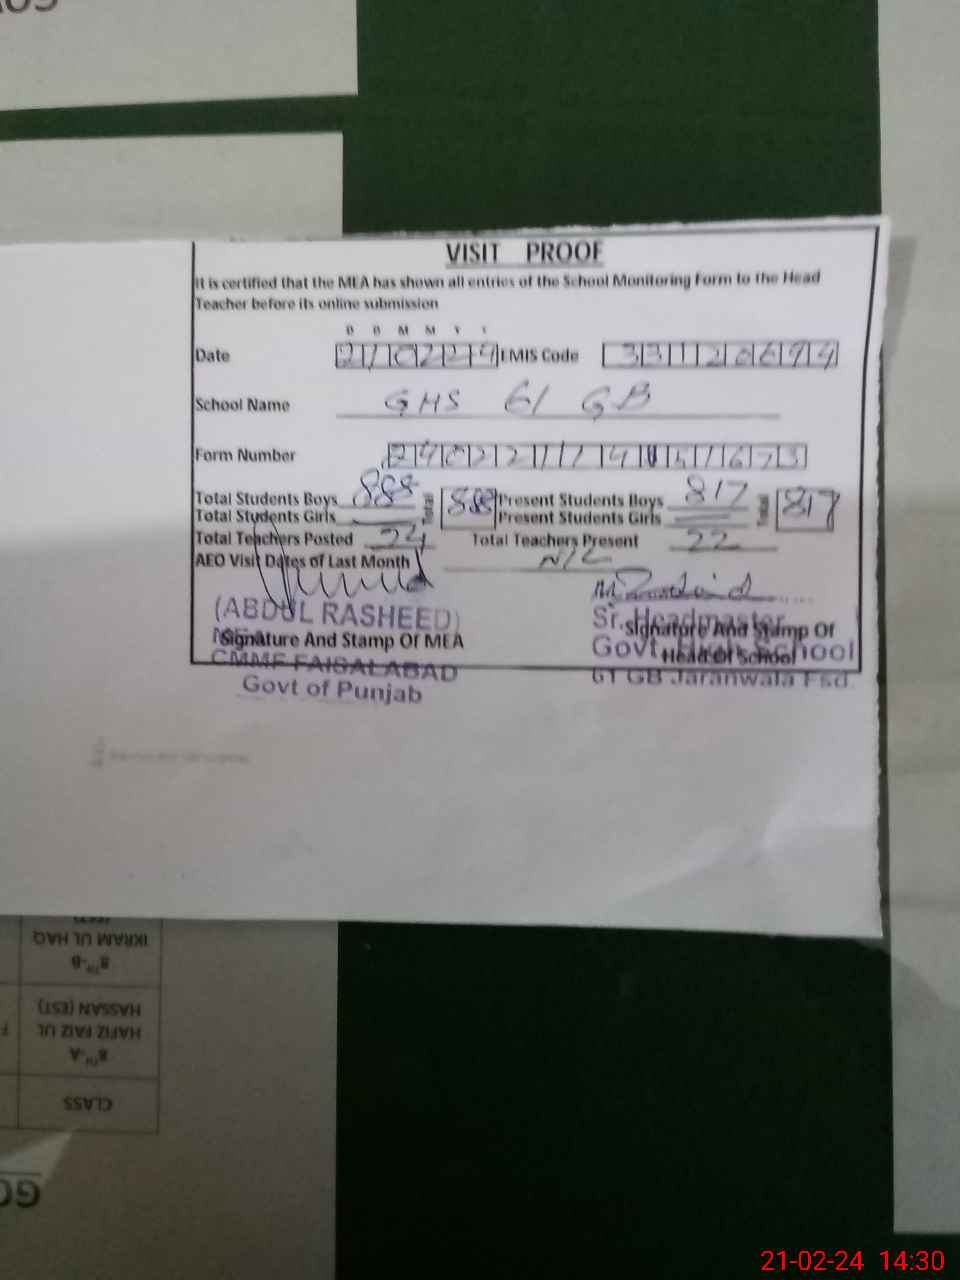 VISIT PROOF
It is certified that the MEA has shown all entries of the School Monitoring Form to the Head
Teacher before its online submission
D D M M Y Y
Date 210224 EMIS Code 33120694
School Name GHS 61 GB
Form Number
Total Students Boys 888 Total 888 Present Students Boys 817 Total 817
Total Students Girls Present Students Girls
Total Teachers Posted 24 Total Teachers Present 22
AEO Visit Dates of Last Month
(ABDUL RASHEED) Sr. Headmaster
MEA Signature And Stamp Of MEA Signature And Stamp Of
CMMF FAISALABAD Govt. High School Head Of School
Govt of Punjab 61 GB Jaranwala Fsd.
IKRAM UL HAQ
8TH-B
HASSAN (EST)
HAFIZ FAIZ UL
8TH-A
CLASS
21-02-24 14:30